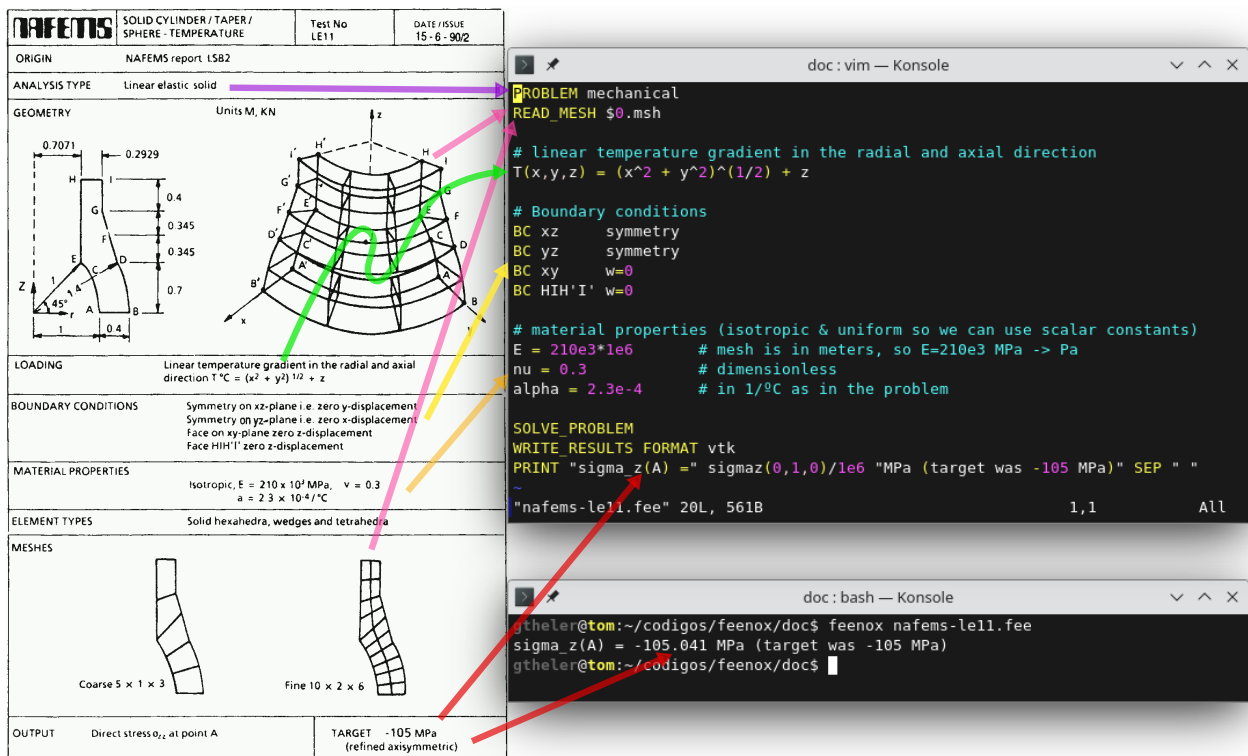 NAFEMS
SOLID CYLINDER / TAPER /
SPHERE - TEMPERATURE
Test No
LE11
DATE / ISSUE
15 - 6 - 90/2
ORIGIN
NAFEMS report LSB2
ANALYSIS TYPE
Linear elastic solid
GEOMETRY
Units M, KN
0.7071
0.2929
H
I
0.4
G
0.345
F
0.345
E
C
D
1
1.4
0.7
Z
45°
r
A
B
1
0.4
z
H'
I'
H
I
G'
G
E'
F'
E
F
D'
C'
C
D
A'
B'
A
B
x
LOADING
Linear temperature gradient in the radial and axial
direction T °C = (x² + y²) ¹/² + z
BOUNDARY CONDITIONS
Symmetry on xz-plane i.e. zero y-displacement
Symmetry on yz-plane i.e. zero x-displacement
Face on xy-plane zero z-displacement
Face HIH'I' zero z-displacement
MATERIAL PROPERTIES
Isotropic, E = 210 x 10³ MPa, ν = 0.3
a = 2 3 × 10⁻⁴/°C
ELEMENT TYPES
Solid hexahedra, wedges and tetrahedra
MESHES
Coarse 5 × 1 × 3
Fine 10 × 2 × 6
OUTPUT
Direct stress σzz at point A
TARGET -105 MPa
(refined axisymmetric)
doc : vim — Konsole
PROBLEM mechanical
READ_MESH $0.msh
# linear temperature gradient in the radial and axial direction
T(x,y,z) = (x^2 + y^2)^(1/2) + z
# Boundary conditions
BC xz     symmetry
BC yz     symmetry
BC xy     w=0
BC HIH'I' w=0
# material properties (isotropic & uniform so we can use scalar constants)
E = 210e3*1e6       # mesh is in meters, so E=210e3 MPa -> Pa
nu = 0.3            # dimensionless
alpha = 2.3e-4      # in 1/ºC as in the problem
SOLVE_PROBLEM
WRITE_RESULTS FORMAT vtk
PRINT "sigma_z(A) =" sigmaz(0,1,0)/1e6 "MPa (target was -105 MPa)" SEP " "
~
"nafems-le11.fee" 20L, 561B 1,1 All
doc : bash — Konsole
gtheler@tom:~/codigos/feenox/doc$ feenox nafems-le11.fee
sigma_z(A) = -105.041 MPa (target was -105 MPa)
gtheler@tom:~/codigos/feenox/doc$